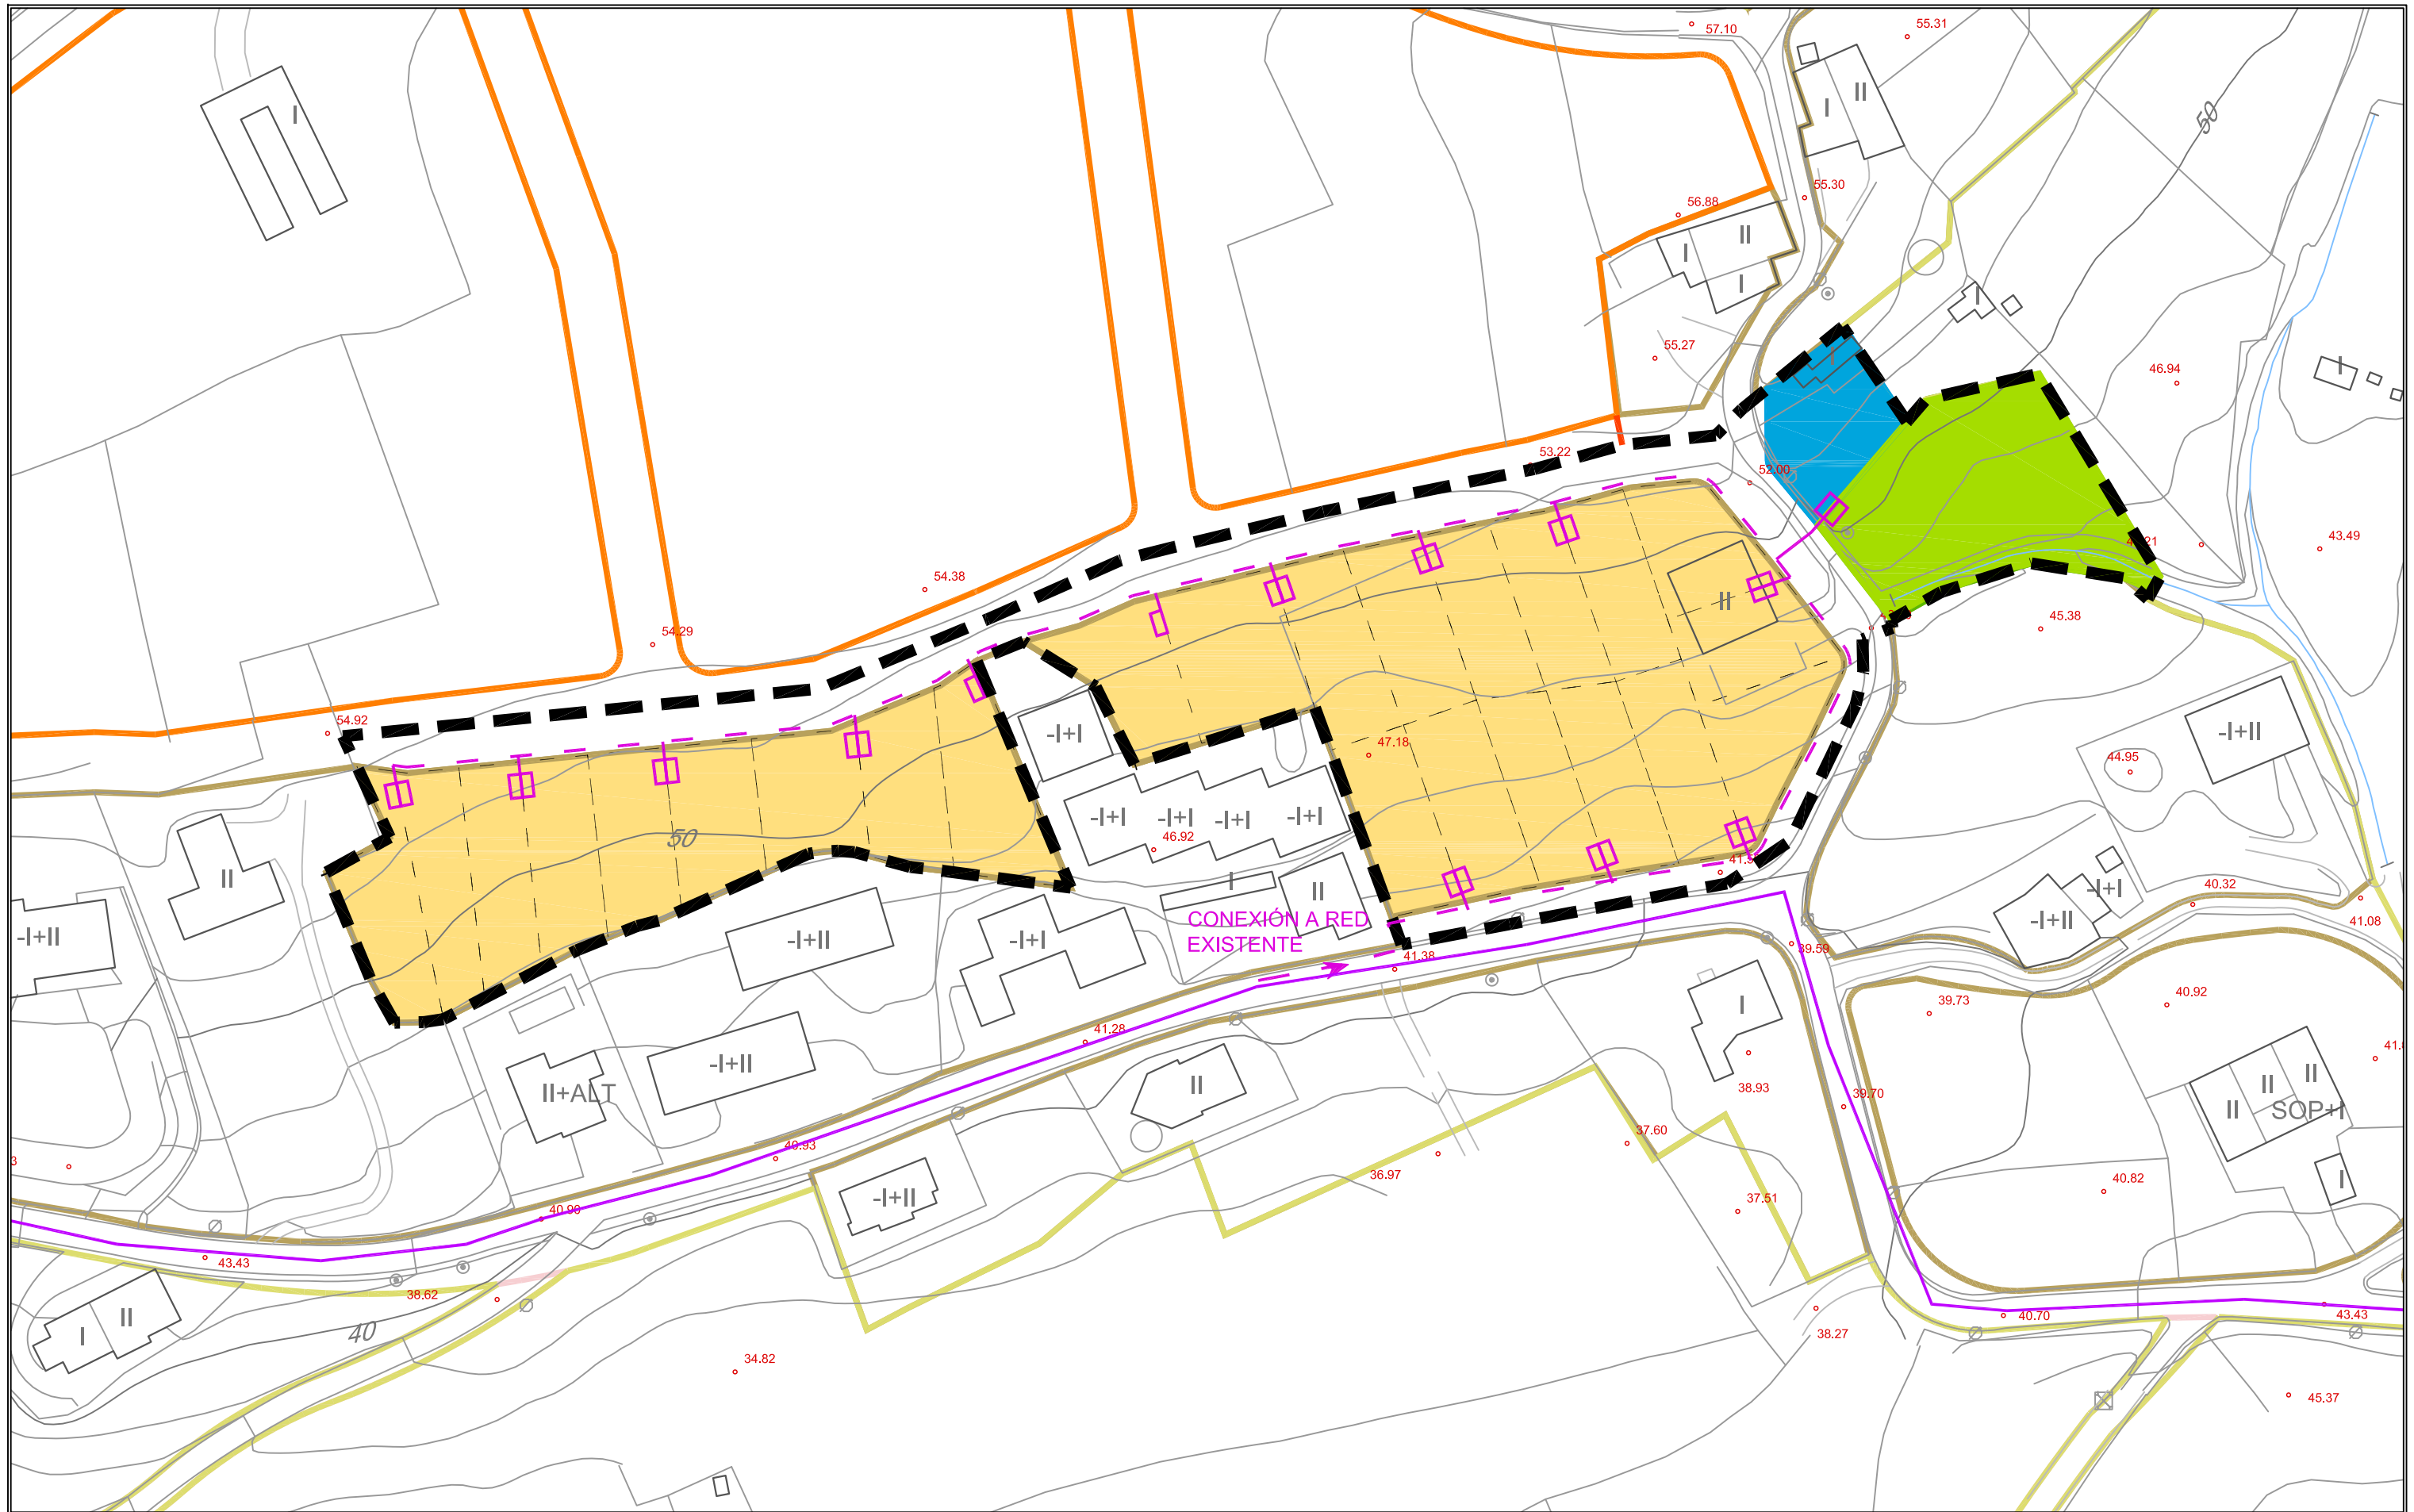 57.10
55.31
I
II
I
50
55.30
56.88
II
I
I
I
55.27
46.94
I
53.22
52.00
43.49
54.38
II
45.38
54.29
54.92
-I+I
47.18
-I+II
44.95
50
-I+I
-I+I
-I+I
-I+I
46.92
II
I
II
-I+I
40.32
-I+II
CONEXIÓN A RED
EXISTENTE
-I+II
-I+II
-I+I
41.08
39.59
41.38
39.73
40.92
I
41.28
-I+II
II
II+ALT
38.93
39.70
II
II
II
SOP+I
40.93
37.60
3
36.97
40.82
I
-I+II
37.51
40.90
43.43
38.62
40.70
43.43
II
I
40
38.27
34.82
45.37